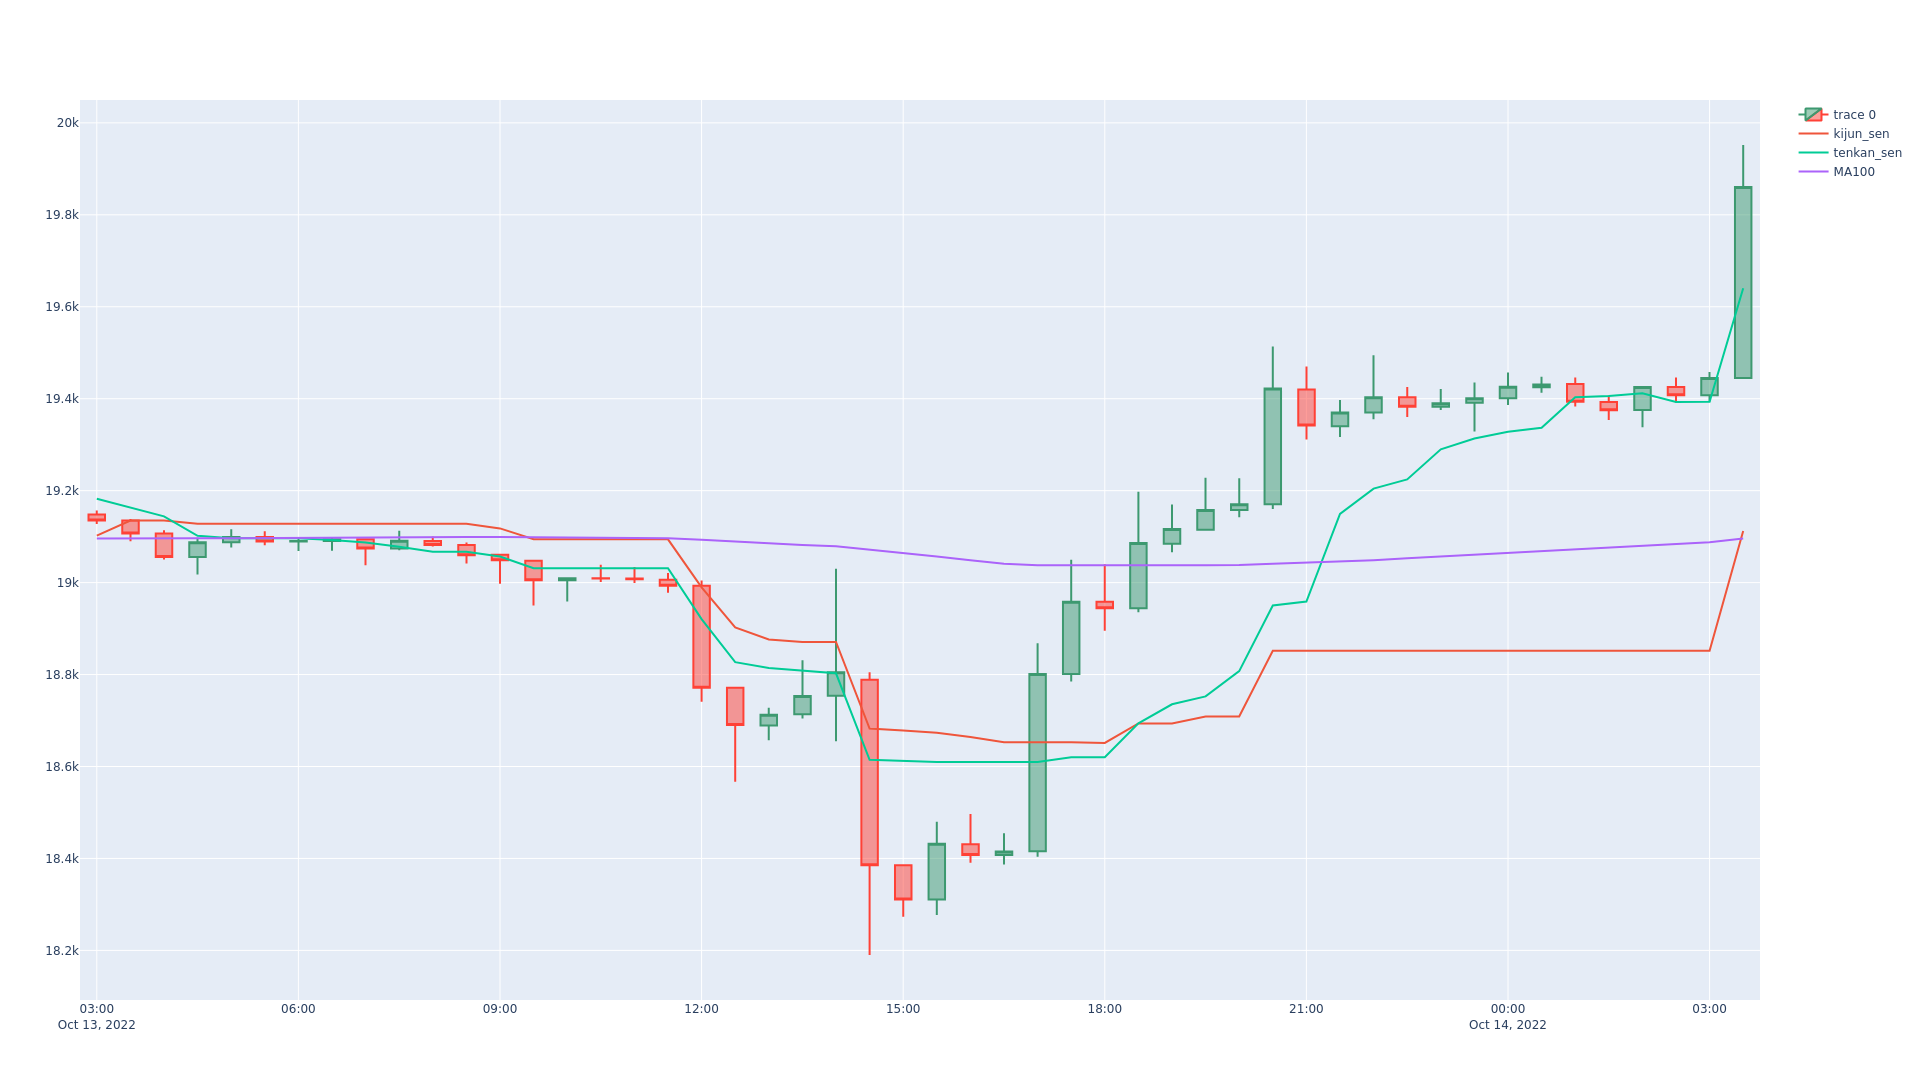 20k
19.8k
19.6k
19.4k
19.2k
19k
18.8k
18.6k
18.4k
18.2k
03:00 06:00 09:00 12:00 15:00 18:00 21:00 00:00 03:00
Oct 13, 2022 Oct 14, 2022
trace 0
kijun_sen
tenkan_sen
MA100